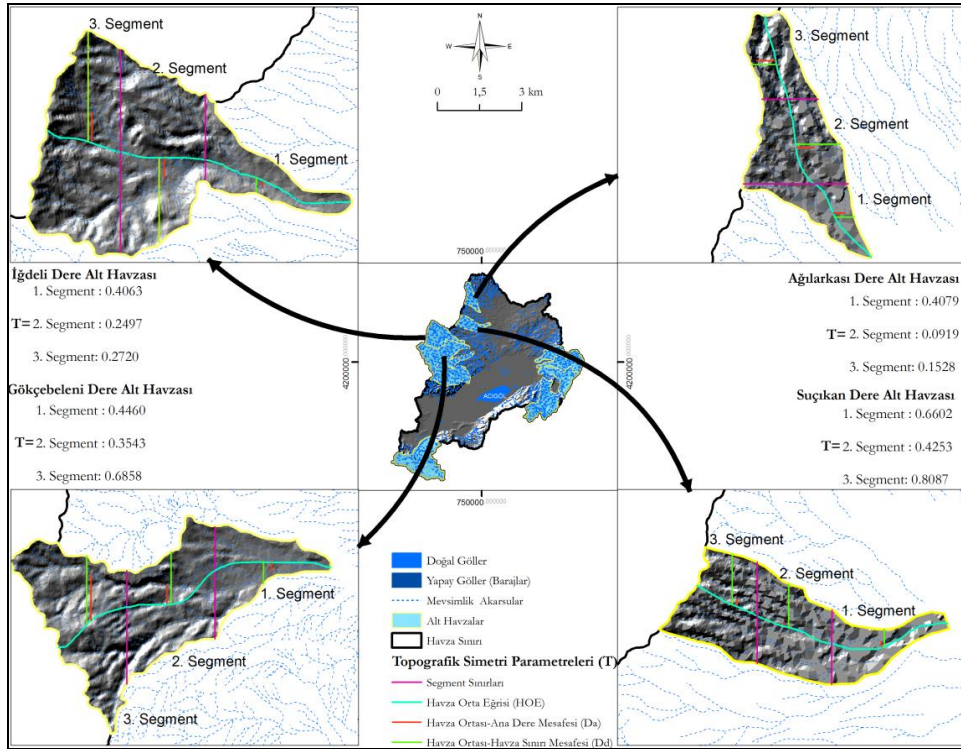 3. Segment
2. Segment
1. Segment
N
W E
S
0 1,5 3 km
3. Segment
2. Segment
1. Segment
İğdeli Dere Alt Havzası
1. Segment : 0.4063
T= 2. Segment : 0.2497
3. Segment: 0.2720
Gökçebeleni Dere Alt Havzası
1. Segment : 0.4460
T= 2. Segment : 0.3543
3. Segment: 0.6858
750000
4200000
ACIGÖL
4200000
750000
Ağılarkası Dere Alt Havzası
1. Segment : 0.4079
T= 2. Segment : 0.0919
3. Segment: 0.1528
Suçıkan Dere Alt Havzası
1. Segment : 0.6602
T= 2. Segment : 0.4253
3. Segment : 0.8087
1. Segment
2. Segment
3. Segment
Doğal Göller
Yapay Göller (Barajlar)
Mevsimlik Akarsular
Alt Havzalar
Havza Sınırı
Topografik Simetri Parametreleri (T)
Segment Sınırları
Havza Orta Eğrisi (HOE)
Havza Ortası-Ana Dere Mesafesi (Da)
Havza Ortası-Havza Sınırı Mesafesi (Dd)
3. Segment
2. Segment
1. Segment